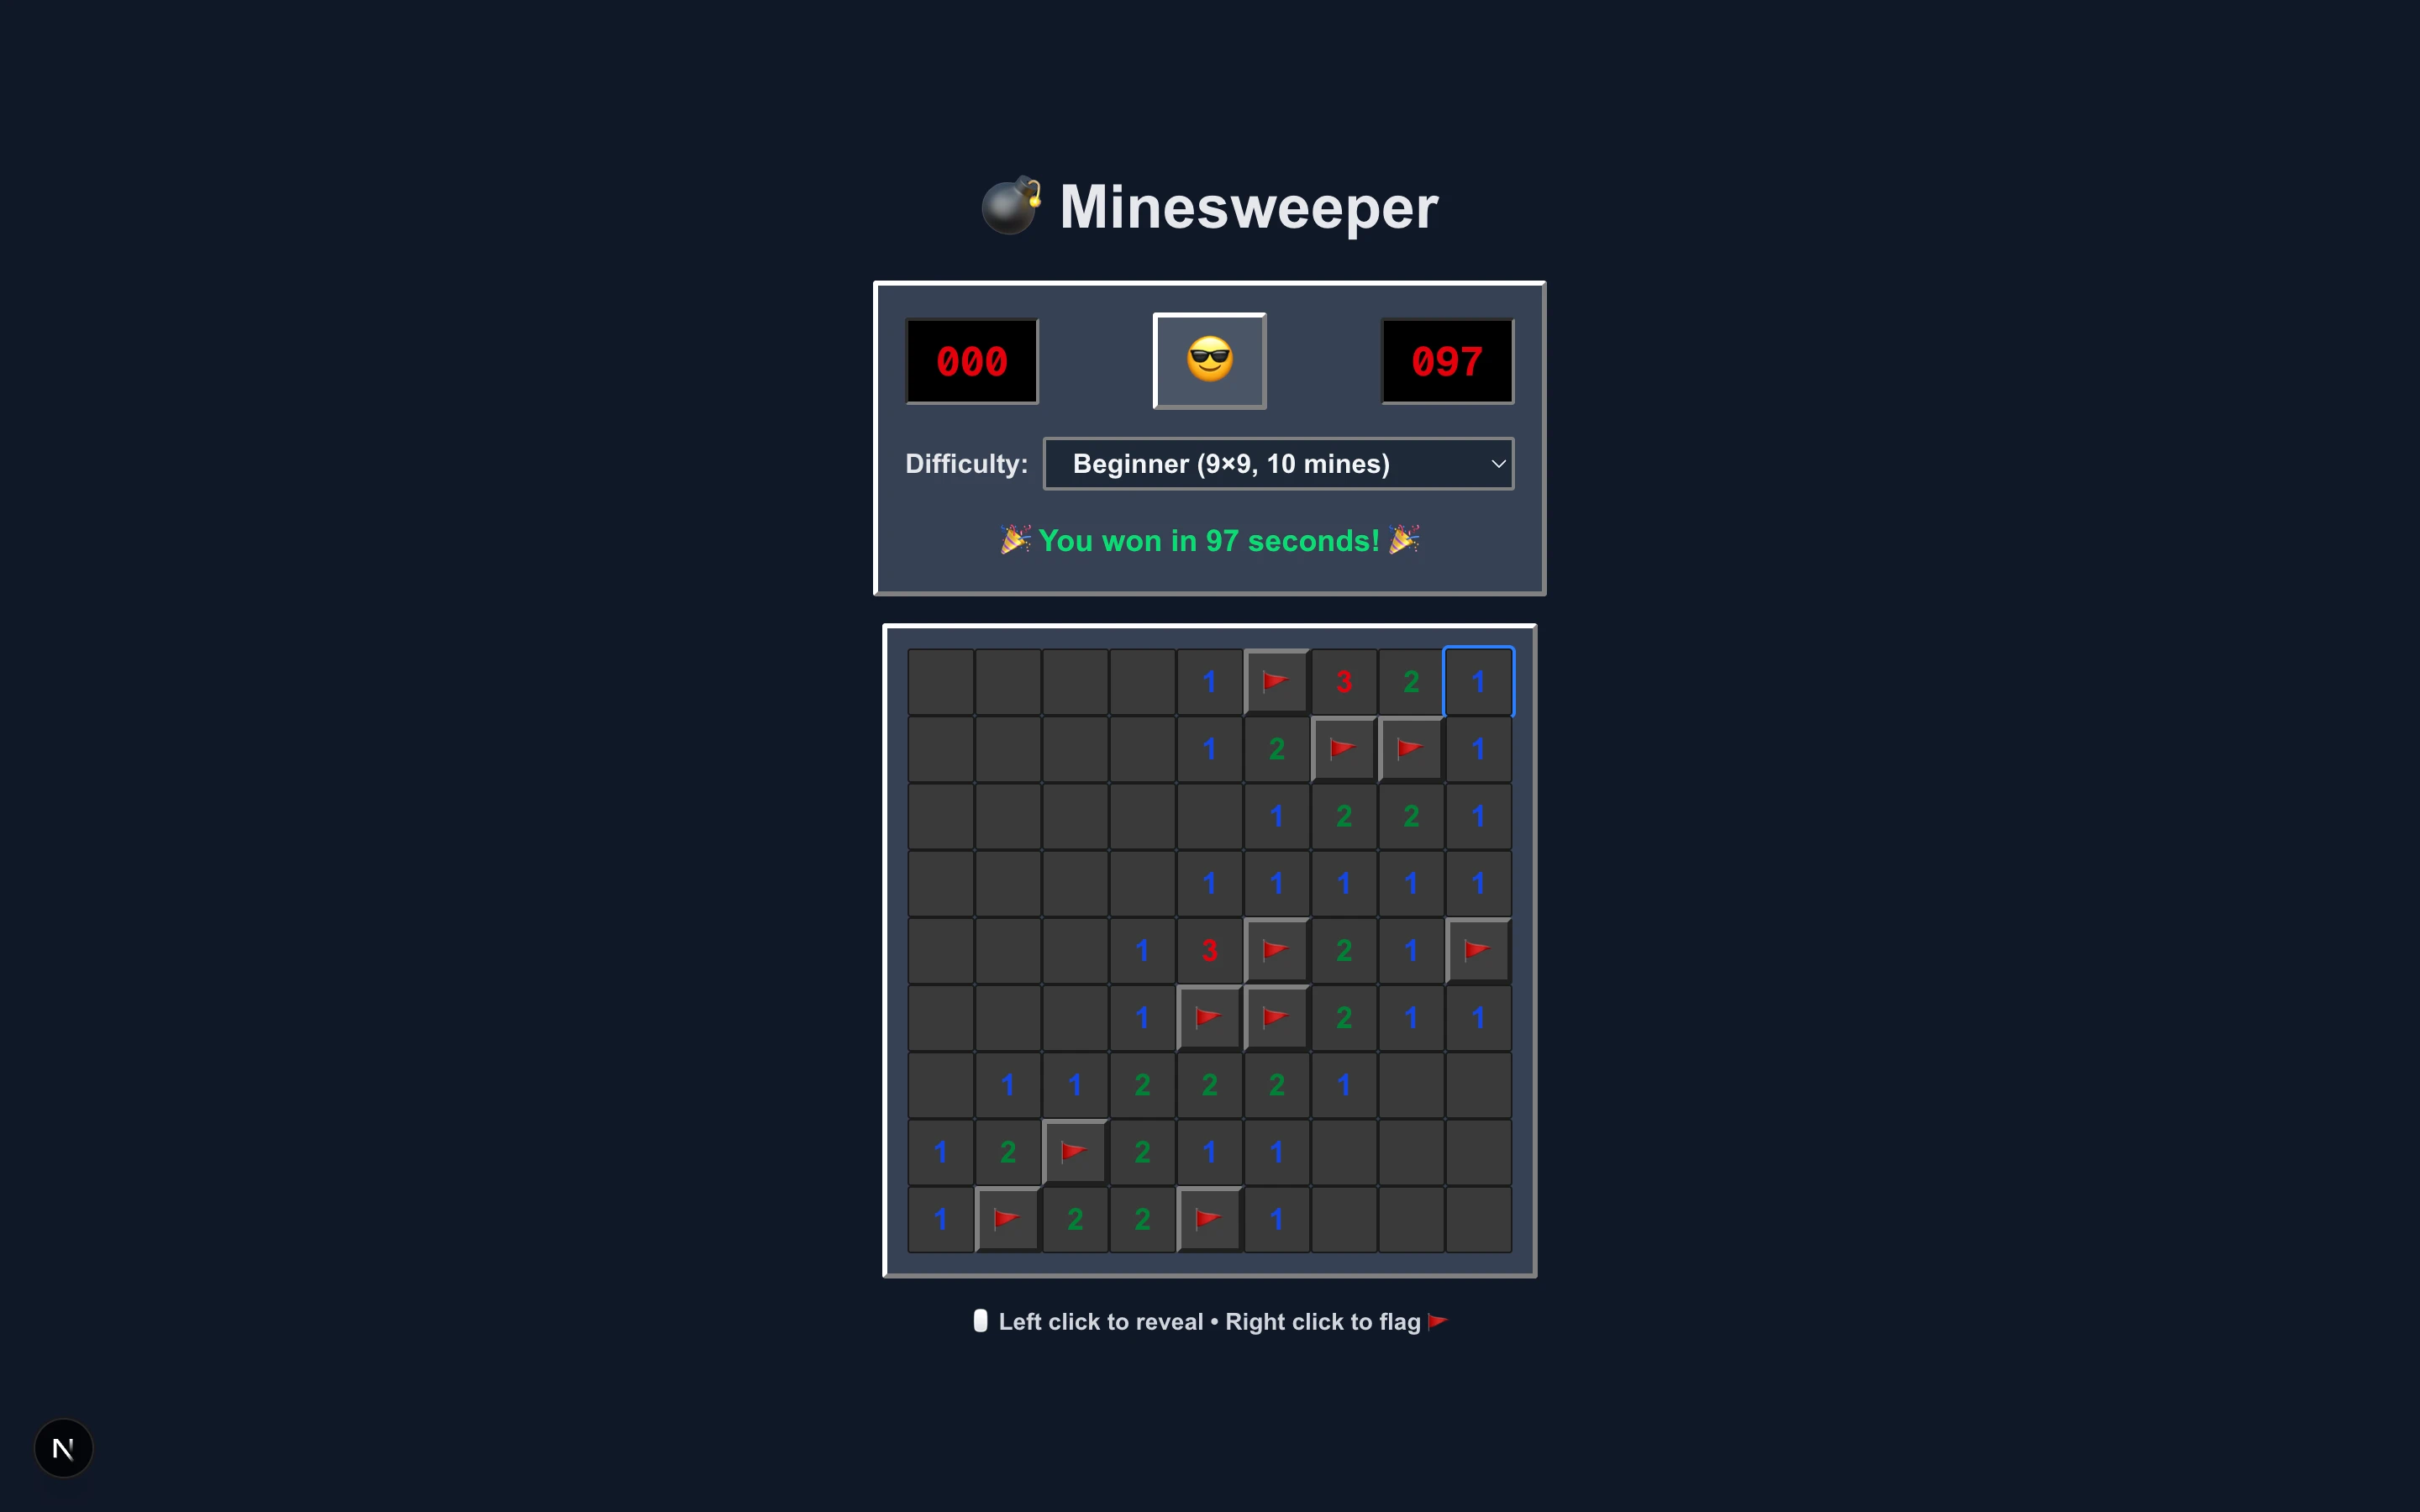 Minesweeper
000 097
Difficulty: Beginner (9×9, 10 mines)
You won in 97 seconds!
1 3 2 1
1 2 1
1 2 2 1
1 1 1 1 1
1 3 2 1
1 2 1 1
1 1 2 2 2 1
1 2 2 1 1
1 2 2 1
Left click to reveal • Right click to flag
N